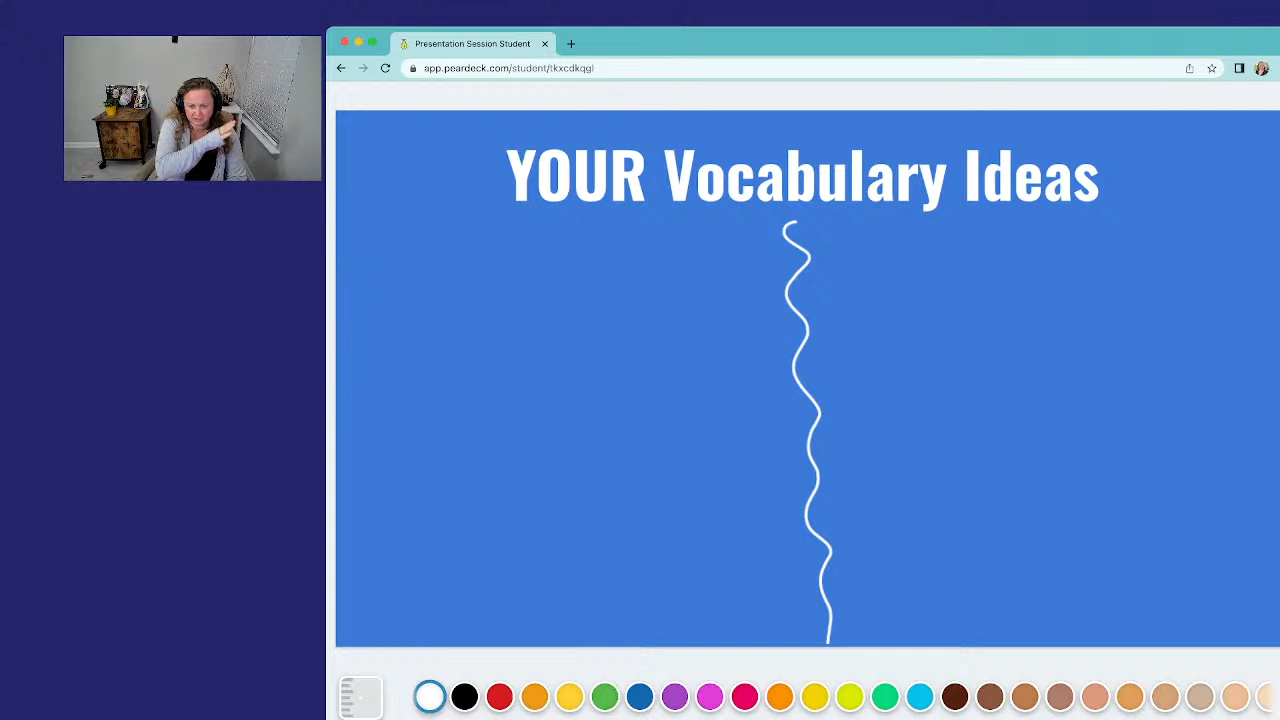 Presentation Session Student
app.peardeck.com/student/tkxcdkqgl
YOUR Vocabulary Ideas